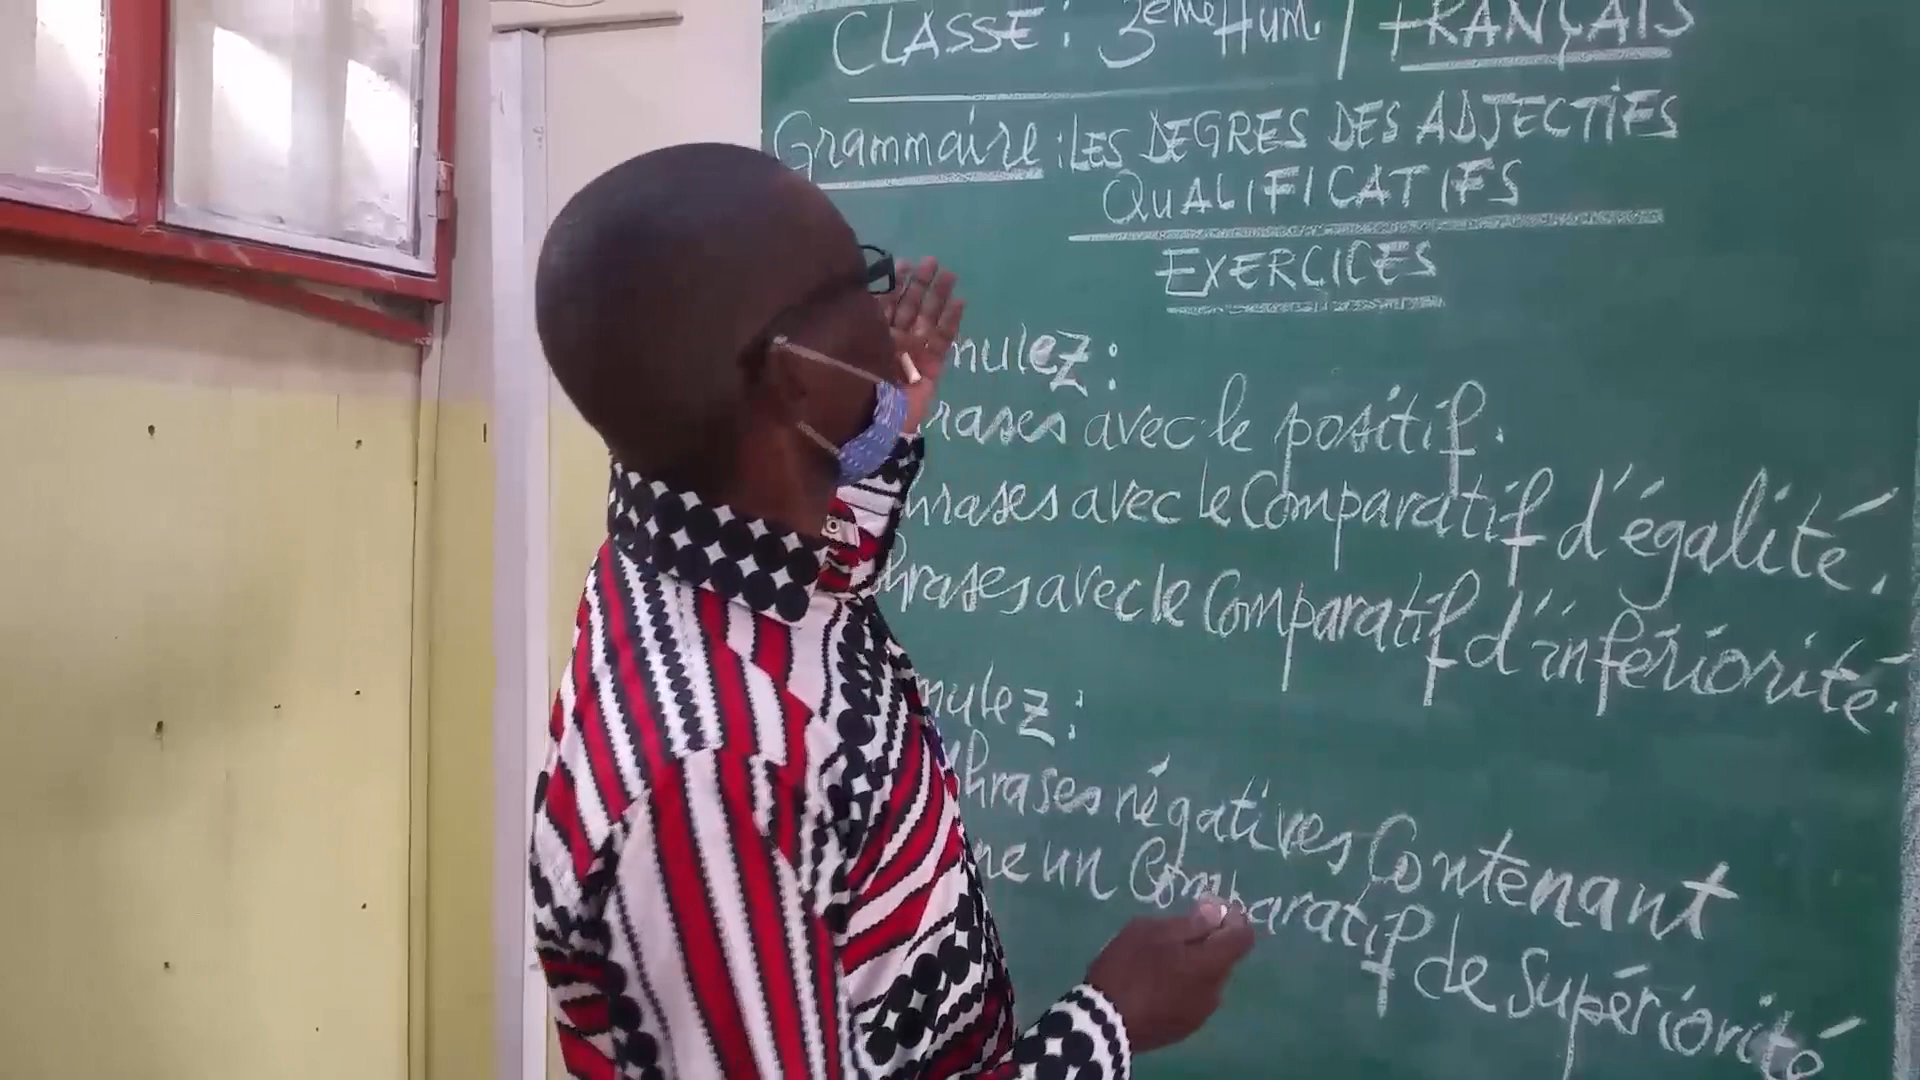 CLASSE : 3ème Hum. / FRANÇAIS
Grammaire : LES DEGRES DES ADJECTIFS
QUALIFICATIFS
EXERCICES
mulez :
rases avec le positif.
hrases avec le Comparatif d'égalité.
hrases avec le Comparatif d'infériorité.
mulez :
hrases négatives Contenant
ne un Comparatif de Supériorité